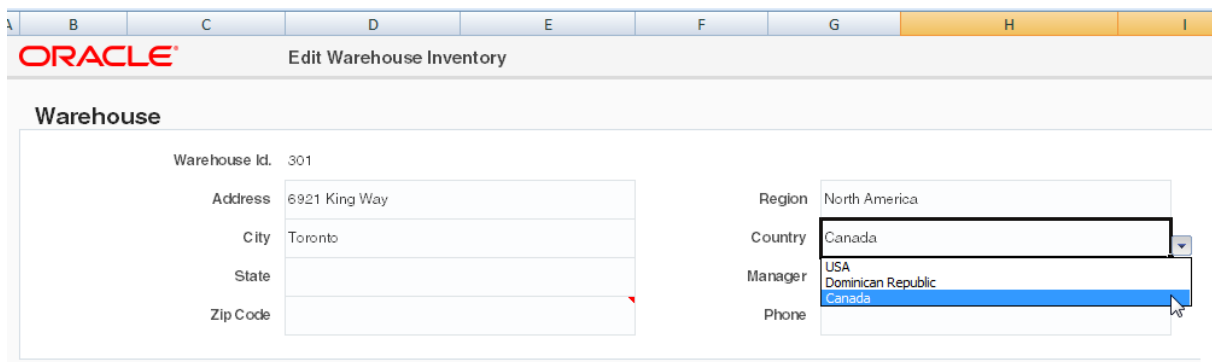 A B C D E F G H I
ORACLE® Edit Warehouse Inventory
Warehouse
Warehouse Id. 301
Address 6921 King Way Region North America
City Toronto Country Canada
State Manager USA
Dominican Republic
Canada
Zip Code Phone